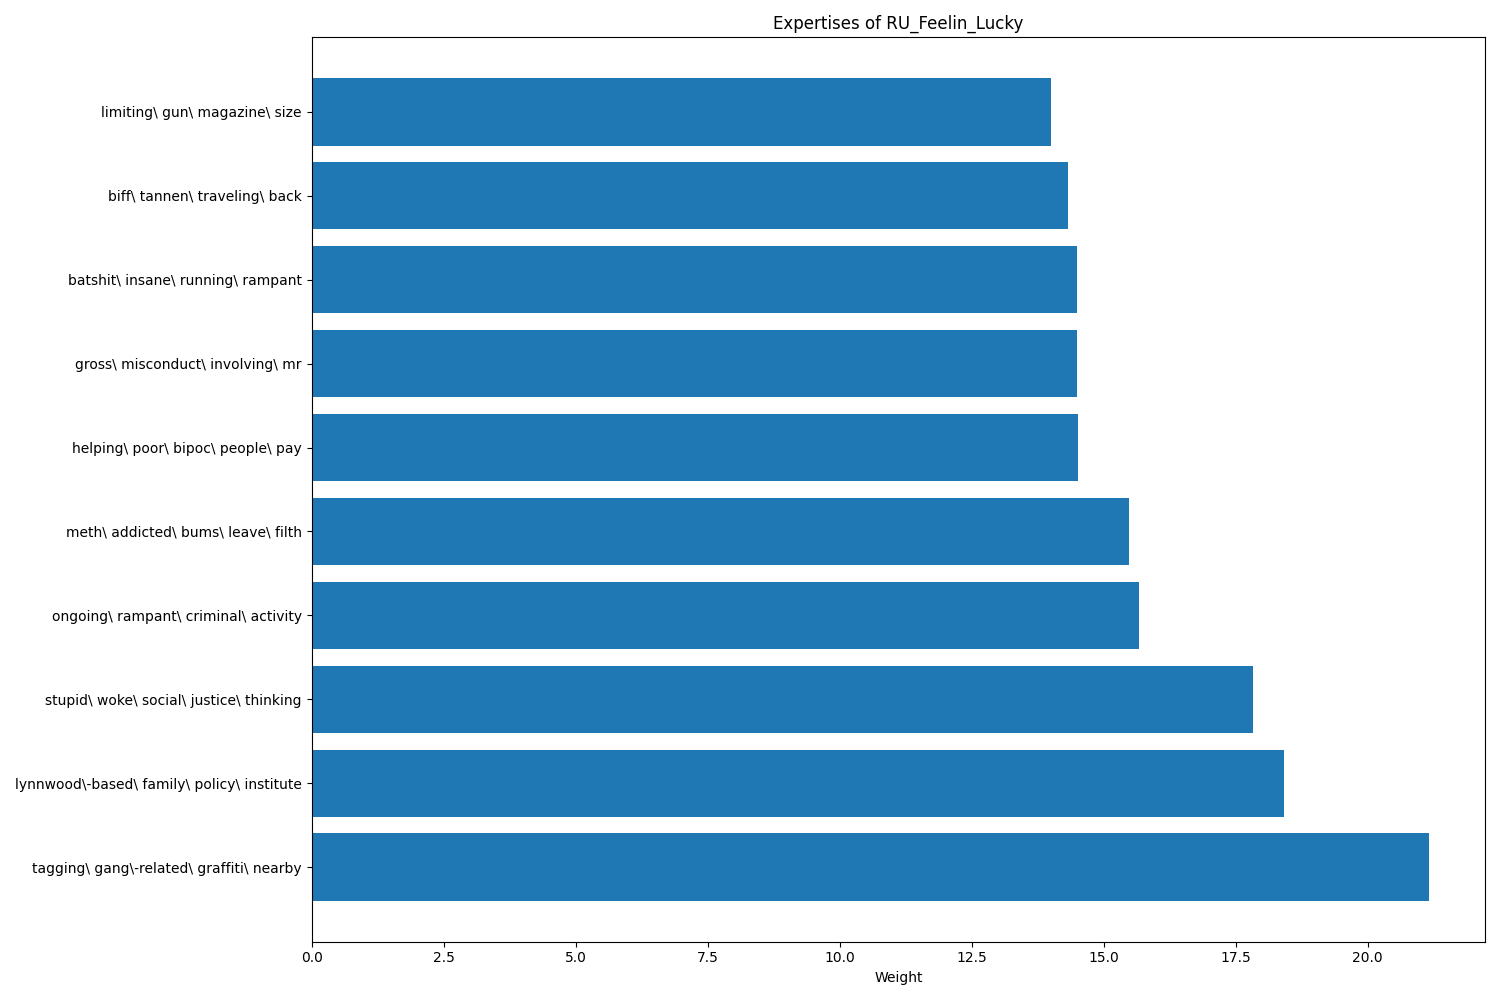 Expertises of RU_Feelin_Lucky
limiting\ gun\ magazine\ size
biff\ tannen\ traveling\ back
batshit\ insane\ running\ rampant
gross\ misconduct\ involving\ mr
helping\ poor\ bipoc\ people\ pay
meth\ addicted\ bums\ leave\ filth
ongoing\ rampant\ criminal\ activity
stupid\ woke\ social\ justice\ thinking
lynnwood\-based\ family\ policy\ institute
tagging\ gang\-related\ graffiti\ nearby
0.0 2.5 5.0 7.5 10.0 12.5 15.0 17.5 20.0
Weight